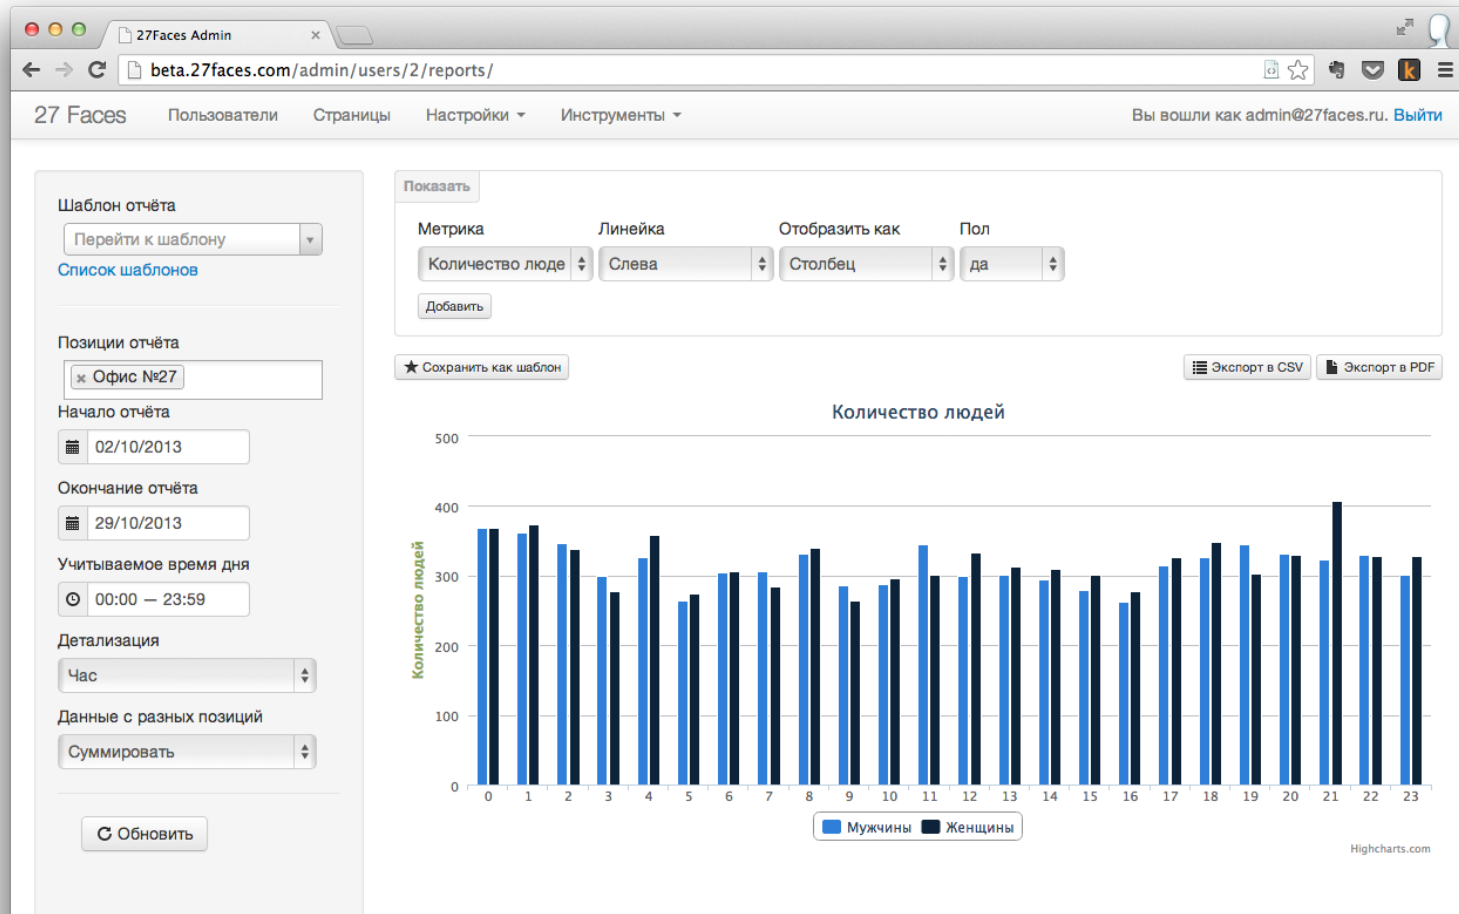 27Faces Admin
beta.27faces.com/admin/users/2/reports/
27 Faces Пользователи Страницы Настройки Инструменты Вы вошли как admin@27faces.ru. Выйти
Шаблон отчёта
Перейти к шаблону
Список шаблонов
Позиции отчёта
Офис №27
Начало отчёта
02/10/2013
Окончание отчёта
29/10/2013
Учитываемое время дня
00:00 — 23:59
Детализация
Час
Данные с разных позиций
Суммировать
Обновить
Показать
Метрика Линейка Отобразить как Пол
Количество люде Слева Столбец да
Добавить
Сохранить как шаблон Экспорт в CSV Экспорт в PDF
Количество людей
Количество людей
500
400
300
200
100
0
0 1 2 3 4 5 6 7 8 9 10 11 12 13 14 15 16 17 18 19 20 21 22 23
Мужчины Женщины
Highcharts.com